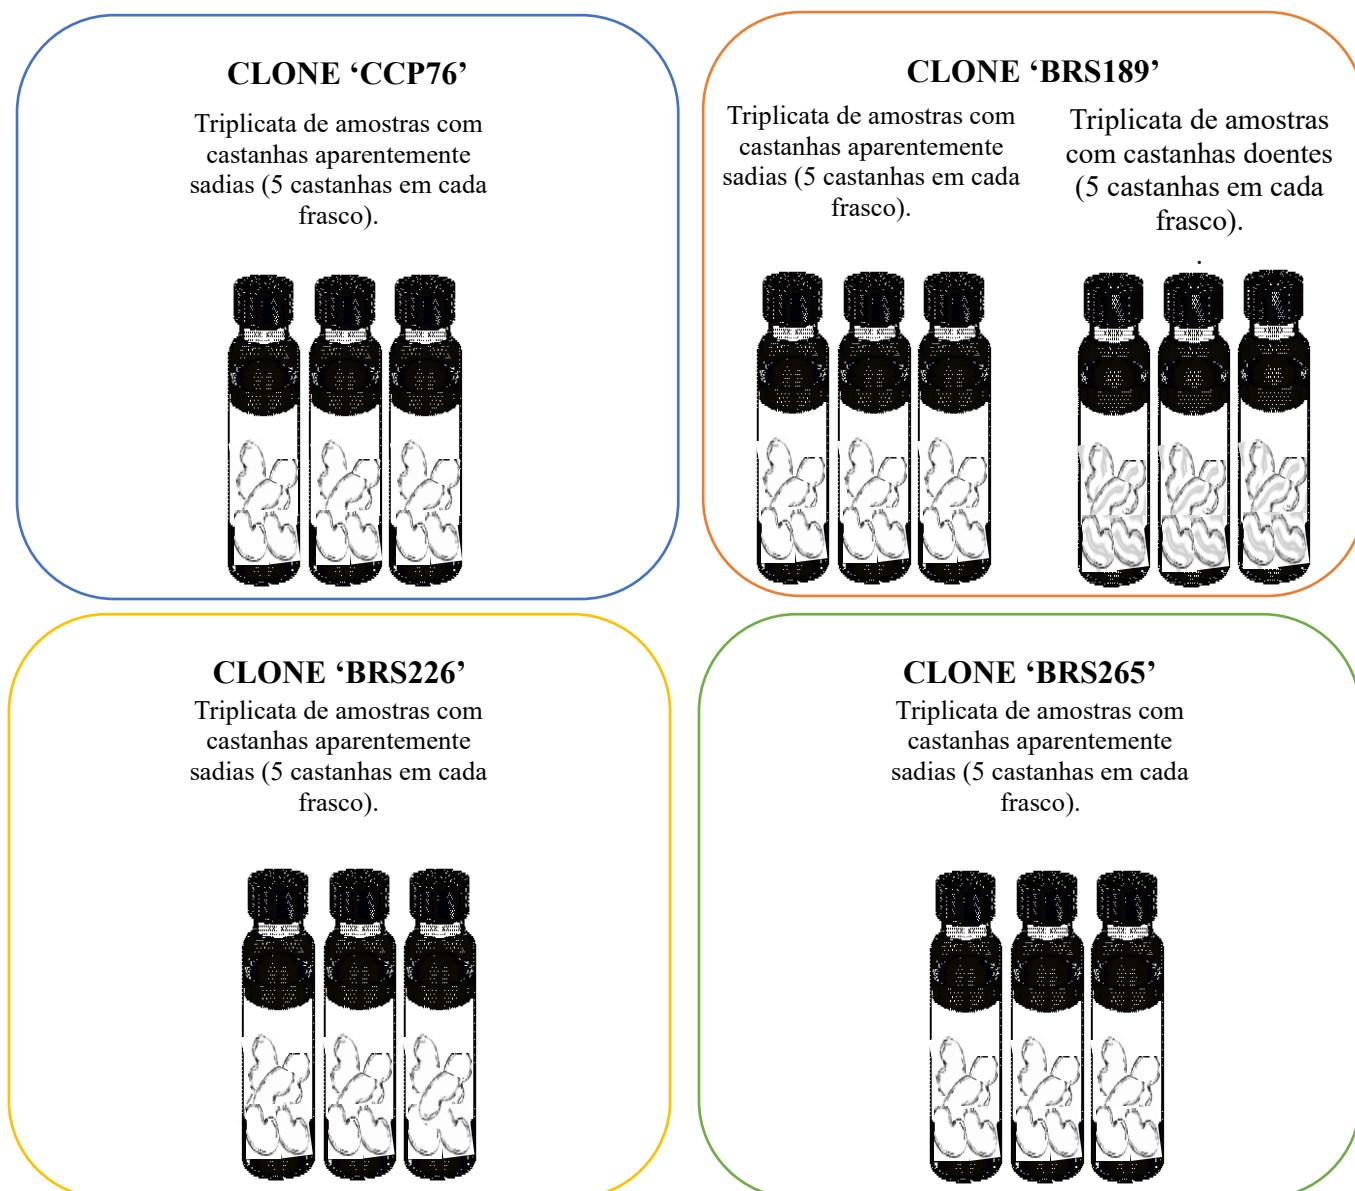 CLONE ‘CCP76’
Triplicata de amostras com
castanhas aparentemente
sadias (5 castanhas em cada
frasco).
CLONE ‘BRS189’
Triplicata de amostras com
castanhas aparentemente
sadias (5 castanhas em cada
frasco).
Triplicata de amostras
com castanhas doentes
(5 castanhas em cada
frasco).
.
CLONE ‘BRS226’
Triplicata de amostras com
castanhas aparentemente
sadias (5 castanhas em cada
frasco).
CLONE ‘BRS265’
Triplicata de amostras com
castanhas aparentemente
sadias (5 castanhas em cada
frasco).